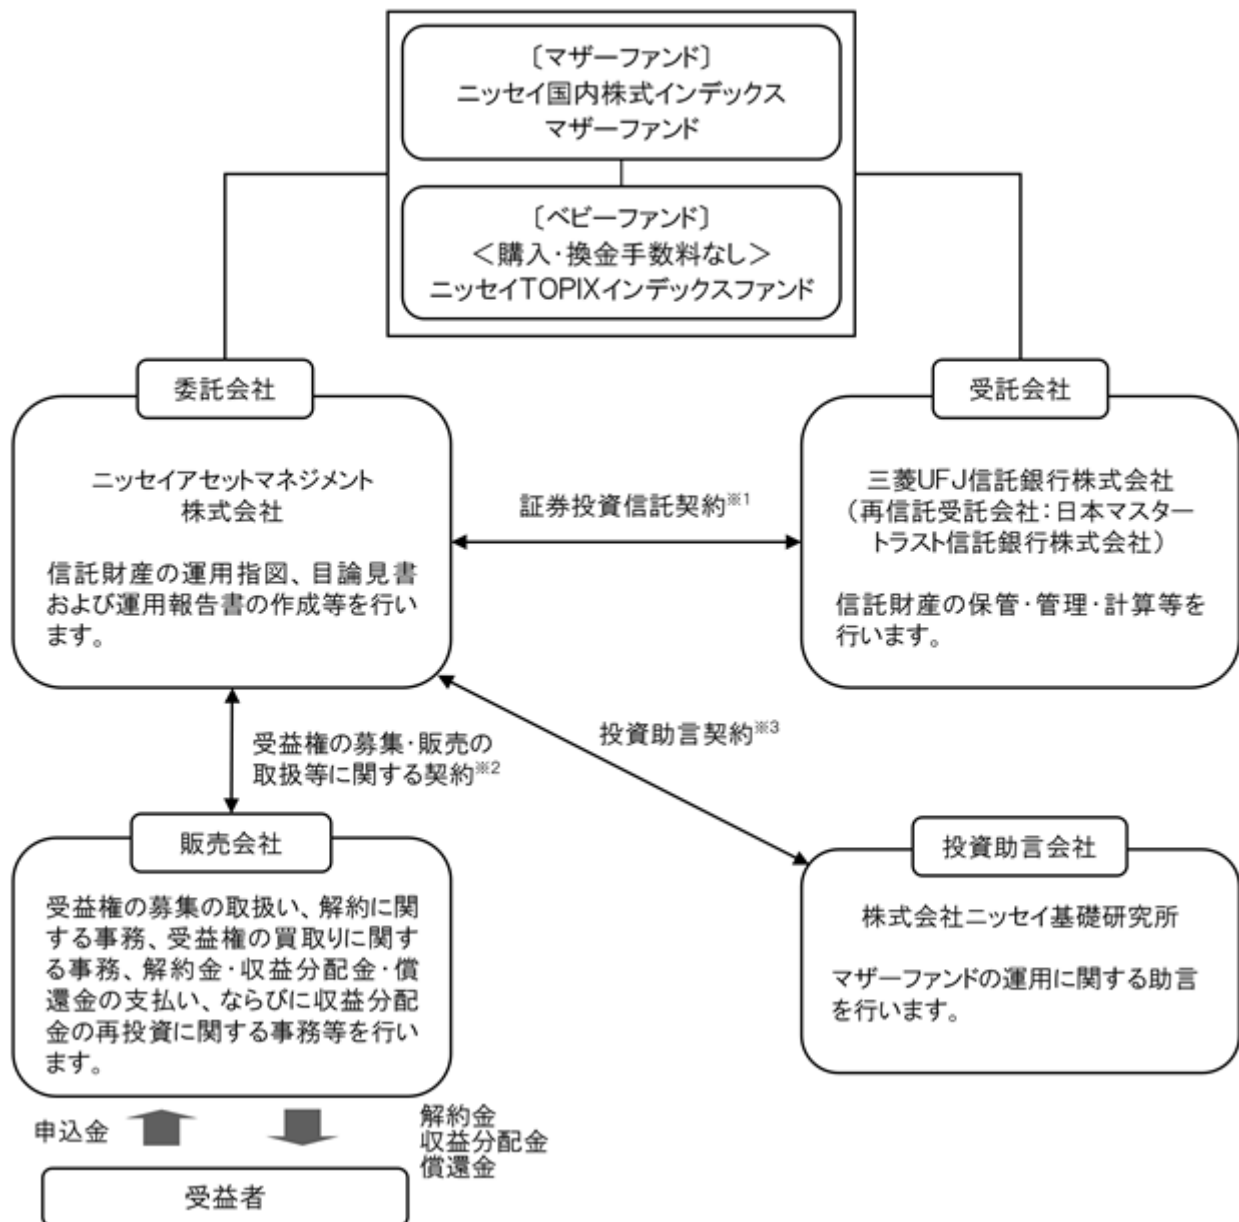 〔マザーファンド〕
ニッセイ国内株式インデックス
マザーファンド
〔ベビーファンド〕
＜購入・換金手数料なし＞
ニッセイTOPIXインデックスファンド
委託会社
ニッセイアセットマネジメント
株式会社
信託財産の運用指図、目論見書
および運用報告書の作成等を行い
ます。
証券投資信託契約※1
受託会社
三菱UFJ信託銀行株式会社
（再信託受託会社：日本マスター
トラスト信託銀行株式会社）
信託財産の保管・管理・計算等を
行います。
受益権の募集・販売の
取扱等に関する契約※2
投資助言契約※3
販売会社
受益権の募集の取扱い、解約に関
する事務、受益権の買取りに関す
る事務、解約金・収益分配金・償
還金の支払い、ならびに収益分配
金の再投資に関する事務等を行い
ます。
投資助言会社
株式会社ニッセイ基礎研究所
マザーファンドの運用に関する助言
を行います。
申込金
解約金
収益分配金
償還金
受益者